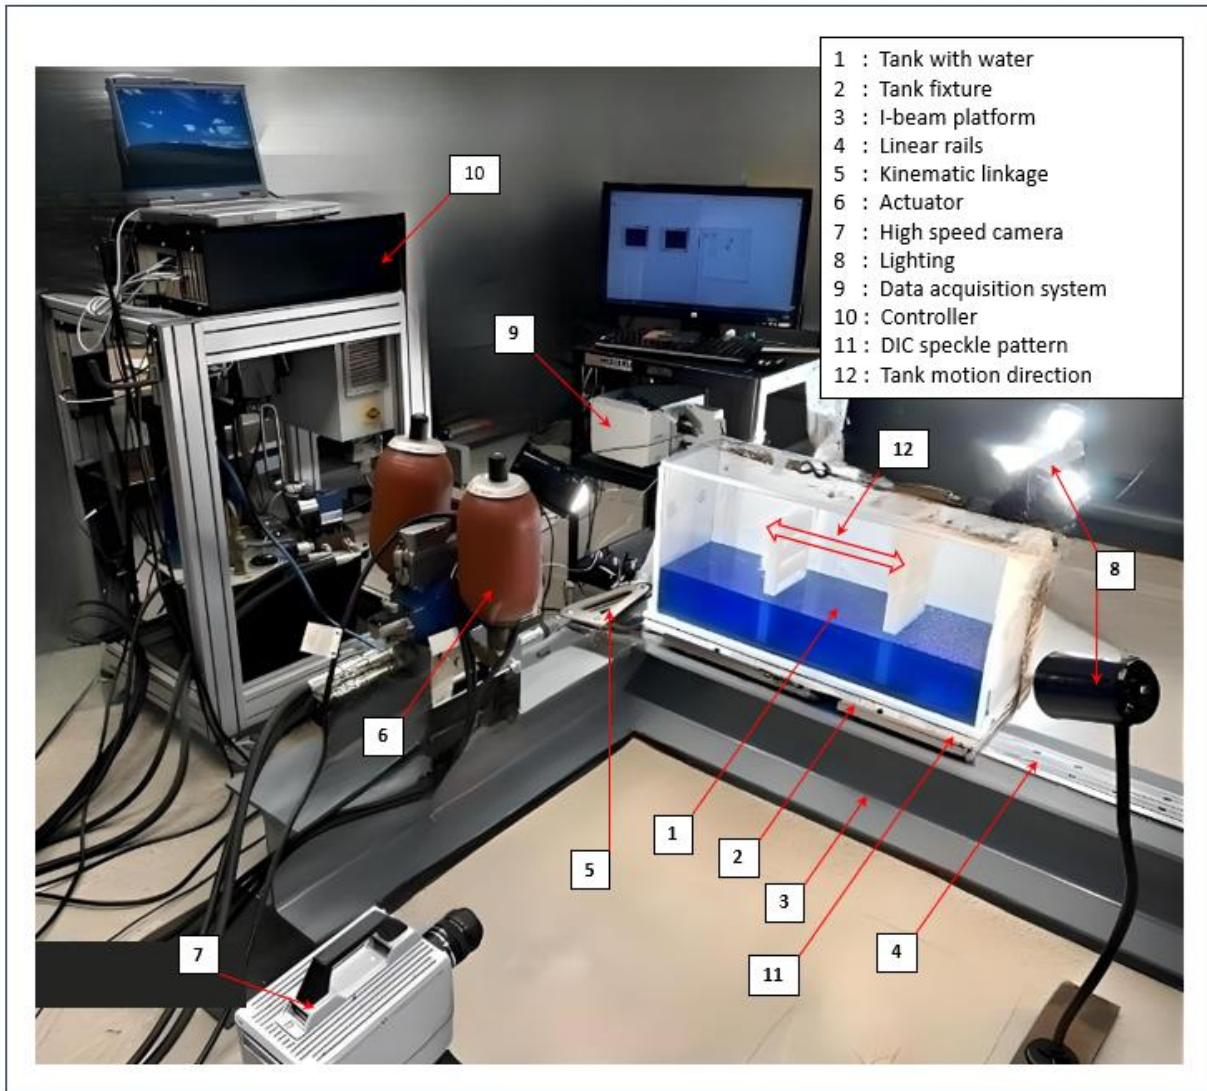 1 : Tank with water
2 : Tank fixture
3 : I-beam platform
4 : Linear rails
5 : Kinematic linkage
6 : Actuator
7 : High speed camera
8 : Lighting
9 : Data acquisition system
10 : Controller
11 : DIC speckle pattern
12 : Tank motion direction
10
9
12
8
6
1
2
5
3
7
11
4